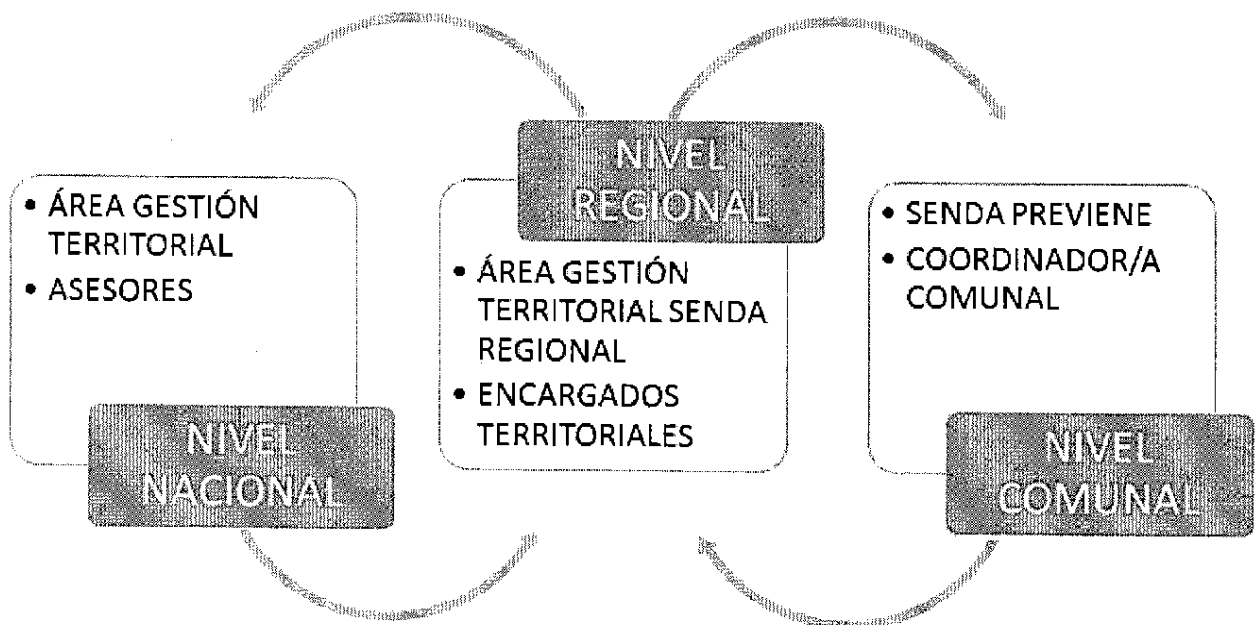 • ÁREA GESTIÓN
TERRITORIAL
• ASESORES
NIVEL
NACIONAL
NIVEL
REGIONAL
• ÁREA GESTIÓN
TERRITORIAL SENDA
REGIONAL
• ENCARGADOS
TERRITORIALES
• SENDA PREVIENE
• COORDINADOR/A
COMUNAL
NIVEL
COMUNAL